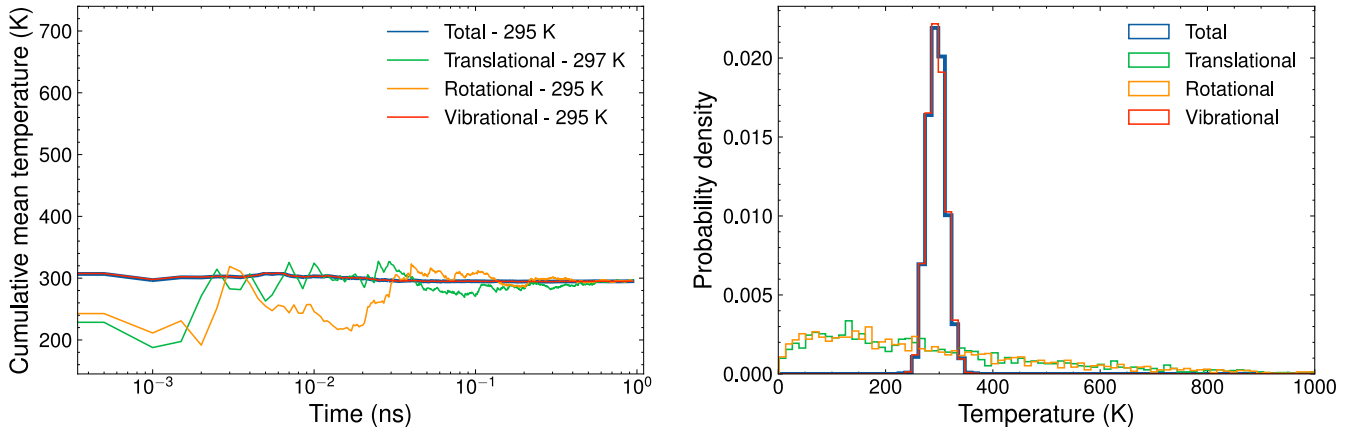 Cumulative mean temperature (K)
700
600
500
400
300
200
10⁻³
10⁻²
10⁻¹
10⁰
Time (ns)
Total - 295 K
Translational - 297 K
Rotational - 295 K
Vibrational - 295 K
Probability density
0.020
0.015
0.010
0.005
0.000
0
200
400
600
800
1000
Temperature (K)
Total
Translational
Rotational
Vibrational